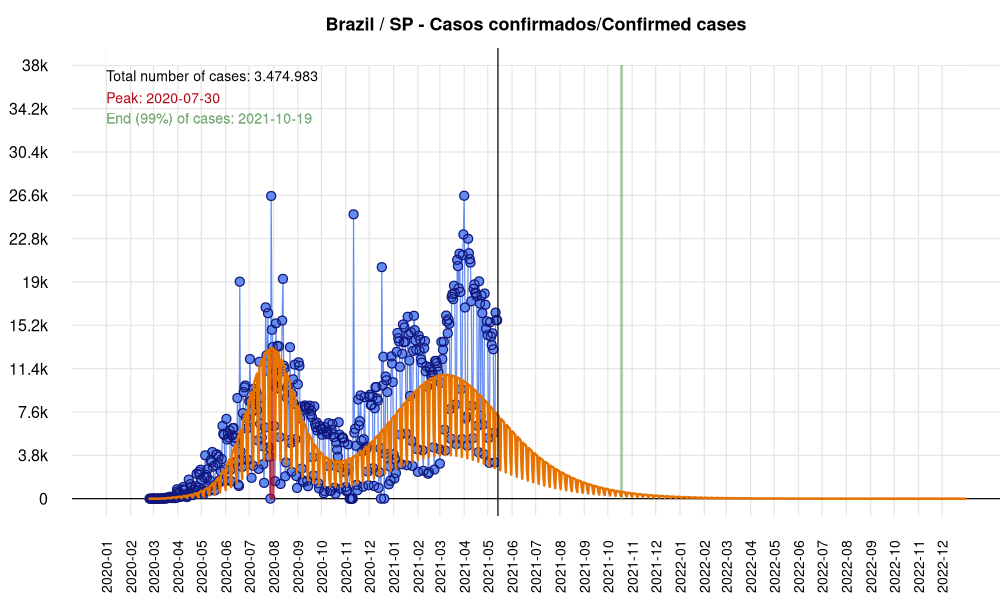 Brazil / SP - Casos confirmados/Confirmed cases
Total number of cases: 3.474.983
Peak: 2020-07-30
End (99%) of cases: 2021-10-19
38k
34.2k
30.4k
26.6k
22.8k
19k
15.2k
11.4k
7.6k
3.8k
0
2020-01
2020-02
2020-03
2020-04
2020-05
2020-06
2020-07
2020-08
2020-09
2020-10
2020-11
2020-12
2021-01
2021-02
2021-03
2021-04
2021-05
2021-06
2021-07
2021-08
2021-09
2021-10
2021-11
2021-12
2022-01
2022-02
2022-03
2022-04
2022-05
2022-06
2022-07
2022-08
2022-09
2022-10
2022-11
2022-12